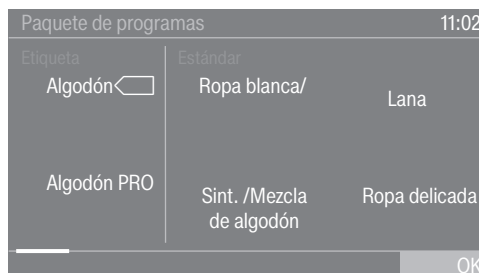 Paquete de programas 11:02
Etiqueta Estándar
Algodón Ropa blanca/ Lana
Algodón PRO Sint. /Mezcla de algodón Ropa delicada
OK